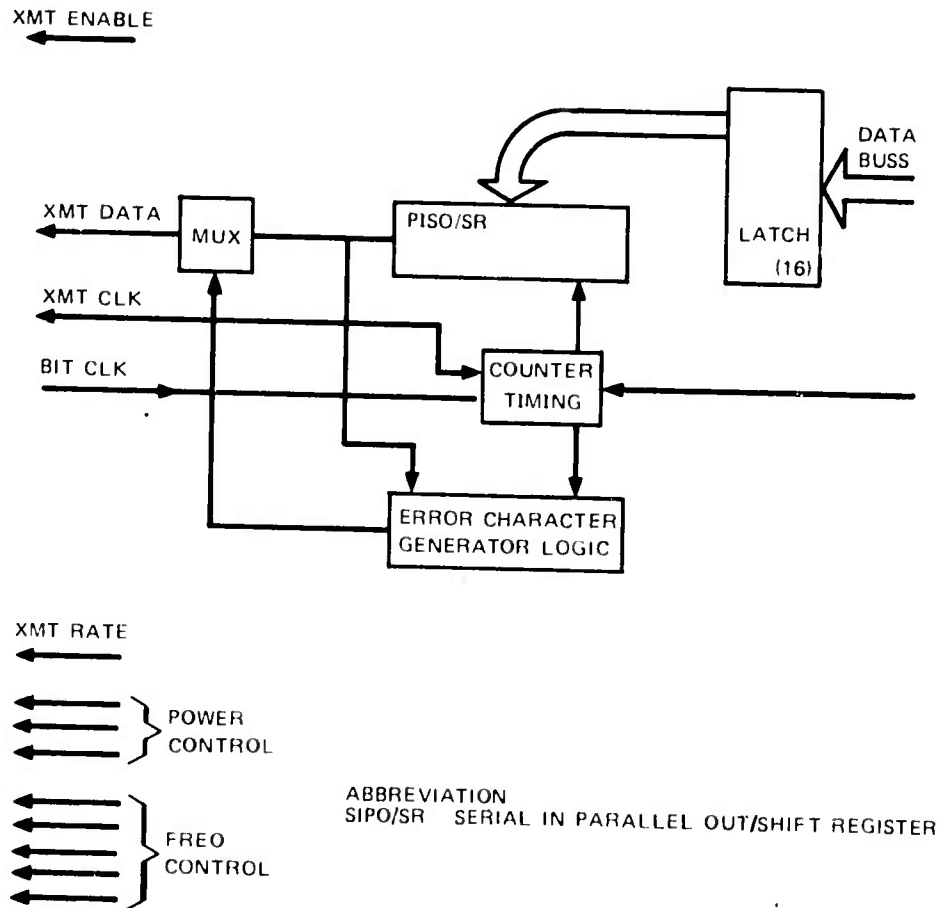 XMT ENABLE
DATA
BUSS
XMT DATA
MUX
PISO/SR
LATCH
(16)
XMT CLK
BIT CLK
COUNTER
TIMING
ERROR CHARACTER
GENERATOR LOGIC
XMT RATE
POWER
CONTROL
FREO
CONTROL
ABBREVIATION
SIPO/SR SERIAL IN PARALLEL OUT/SHIFT REGISTER